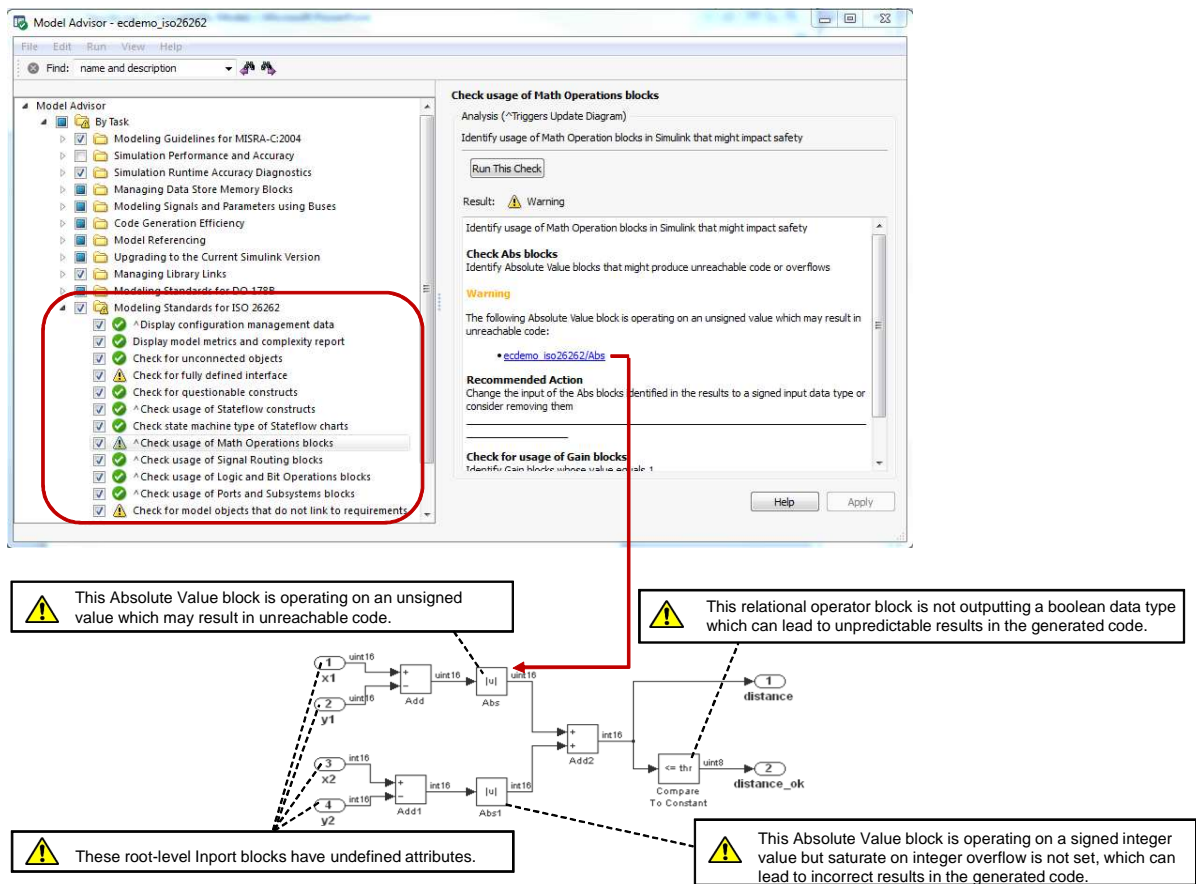 Model Advisor - ecdemo_iso26262
File Edit Run View Help
Find: name and description
Model Advisor
By Task
Modeling Guidelines for MISRA-C:2004
Simulation Performance and Accuracy
Simulation Runtime Accuracy Diagnostics
Managing Data Store Memory Blocks
Modeling Signals and Parameters using Buses
Code Generation Efficiency
Model Referencing
Upgrading to the Current Simulink Version
Managing Library Links
Modeling Standards for DO-178B
Modeling Standards for ISO 26262
^Display configuration management data
Display model metrics and complexity report
Check for unconnected objects
Check for fully defined interface
Check for questionable constructs
^Check usage of Stateflow constructs
Check state machine type of Stateflow charts
^Check usage of Math Operations blocks
^Check usage of Signal Routing blocks
^Check usage of Logic and Bit Operations blocks
^Check usage of Ports and Subsystems blocks
Check for model objects that do not link to requirements
Check usage of Math Operations blocks
Analysis (^Triggers Update Diagram)
Identify usage of Math Operation blocks in Simulink that might impact safety
Run This Check
Result: Warning
Identify usage of Math Operation blocks in Simulink that might impact safety
Check Abs blocks
Identify Absolute Value blocks that might produce unreachable code or overflows
Warning
The following Absolute Value block is operating on an unsigned value which may result in
unreachable code:
• ecdemo_iso26262/Abs
Recommended Action
Change the input of the Abs blocks identified in the results to a signed input data type or
consider removing them
Check for usage of Gain blocks
Identify Gain blocks whose value equals 1
Help Apply
This Absolute Value block is operating on an unsigned
value which may result in unreachable code.
This relational operator block is not outputting a boolean data type
which can lead to unpredictable results in the generated code.
1
x1
uint16
2
y1
uint16
+
−
Add
uint16
|u|
Abs
uint16
3
x2
int16
4
y2
int16
+
−
Add1
int16
|u|
Abs1
int16
+
+
Add2
int16
1
distance
<= thr
Compare
To Constant
uint8
2
distance_ok
These root-level Inport blocks have undefined attributes.
This Absolute Value block is operating on a signed integer
value but saturate on integer overflow is not set, which can
lead to incorrect results in the generated code.